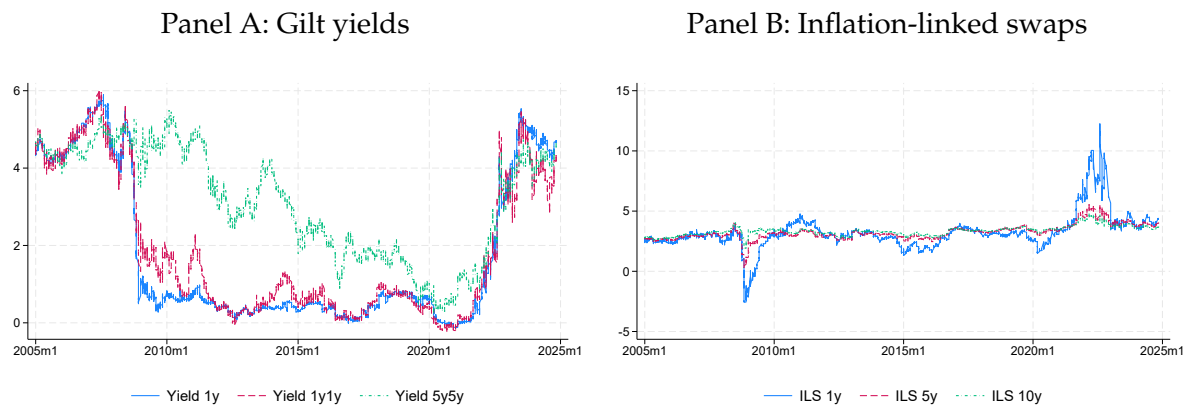 Panel A: Gilt yields
6
4
2
0
2005m1 2010m1 2015m1 2020m1 2025m1
Yield 1y Yield 1y1y Yield 5y5y
Panel B: Inflation-linked swaps
15
10
5
0
-5
2005m1 2010m1 2015m1 2020m1 2025m1
ILS 1y ILS 5y ILS 10y